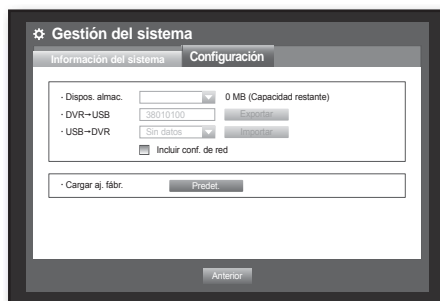 Gestión del sistema
Información del sistema Configuración
· Dispos. almac. 0 MB (Capacidad restante)
· DVR→USB 38010100 Exportar
· USB→DVR Sin datos Importar
Incluir conf. de red
· Cargar aj. fábr. Predet.
Anterior